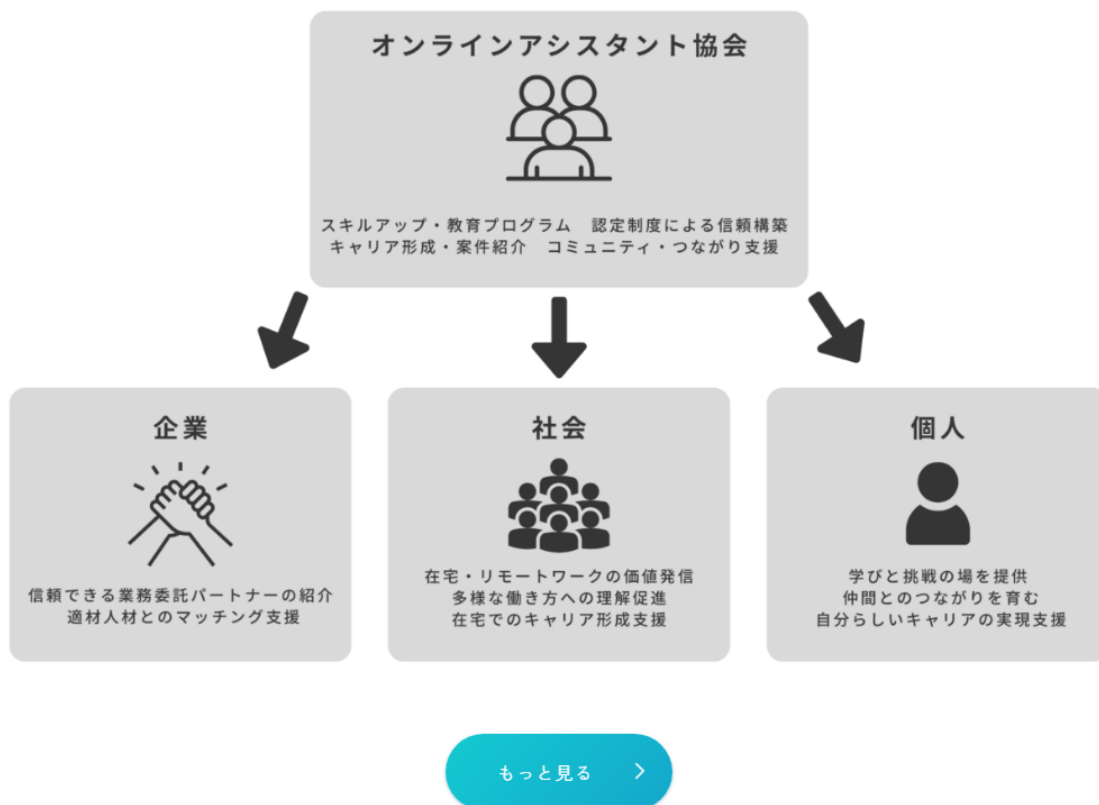 オンラインアシスタント協会
スキルアップ・教育プログラム　認定制度による信頼構築
キャリア形成・案件紹介　コミュニティ・つながり支援
企業
信頼できる業務委託パートナーの紹介
適材人材とのマッチング支援
社会
在宅・リモートワークの価値発信
多様な働き方への理解促進
在宅でのキャリア形成支援
個人
学びと挑戦の場を提供
仲間とのつながりを育む
自分らしいキャリアの実現支援
もっと見る